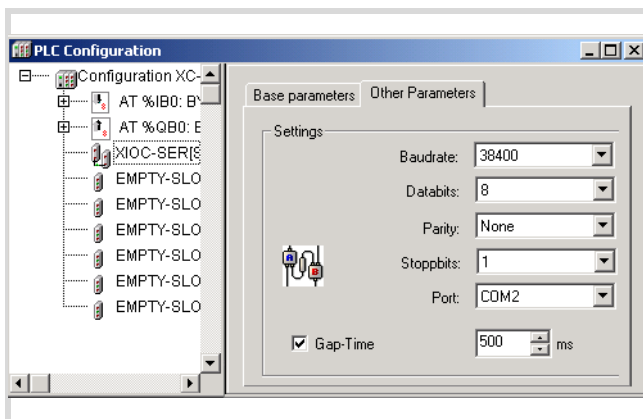 PLC Configuration
Configuration XC-
AT %IB0: B
AT %QB0: B
XIOC-SER[S
EMPTY-SLO
EMPTY-SLO
EMPTY-SLO
EMPTY-SLO
EMPTY-SLO
EMPTY-SLO
Base parameters
Other Parameters
Settings
Baudrate: 38400
Databits: 8
Parity: None
Stoppbits: 1
Port: COM2
Gap-Time 500 ms
A
B